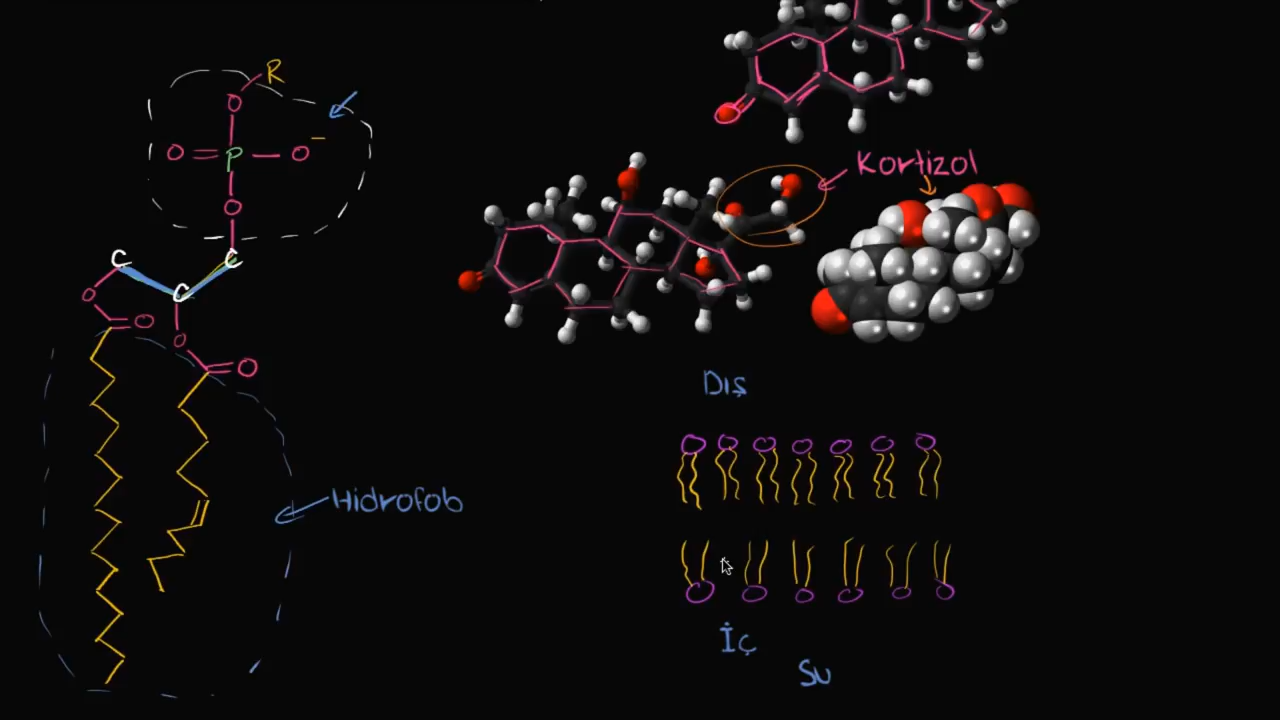 R
O
O = P - O⁻
O
C C
C
O O
O
O
Kortizol
Hidrofob
Dış
İç
Su